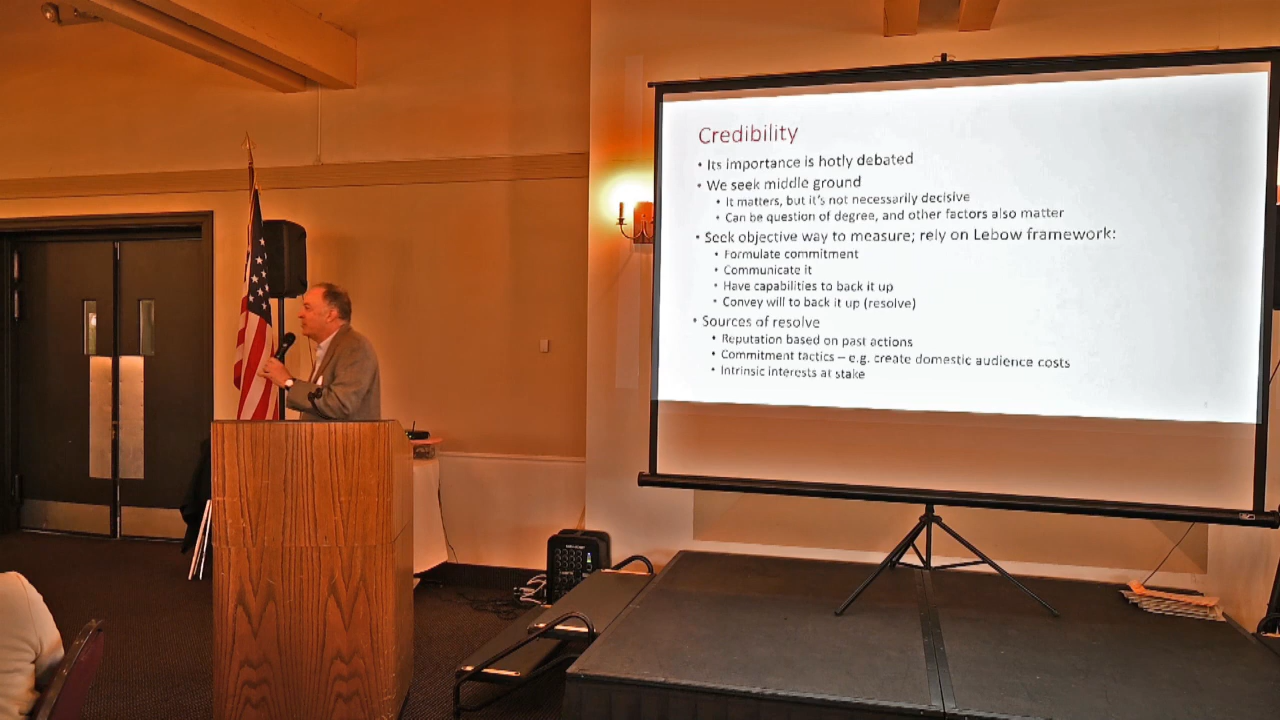 Credibility
• Its importance is hotly debated
• We seek middle ground
• It matters, but it's not necessarily decisive
• Can be question of degree, and other factors also matter
• Seek objective way to measure; rely on Lebow framework:
• Formulate commitment
• Communicate it
• Have capabilities to back it up
• Convey will to back it up (resolve)
• Sources of resolve
• Reputation based on past actions
• Commitment tactics – e.g. create domestic audience costs
• Intrinsic interests at stake